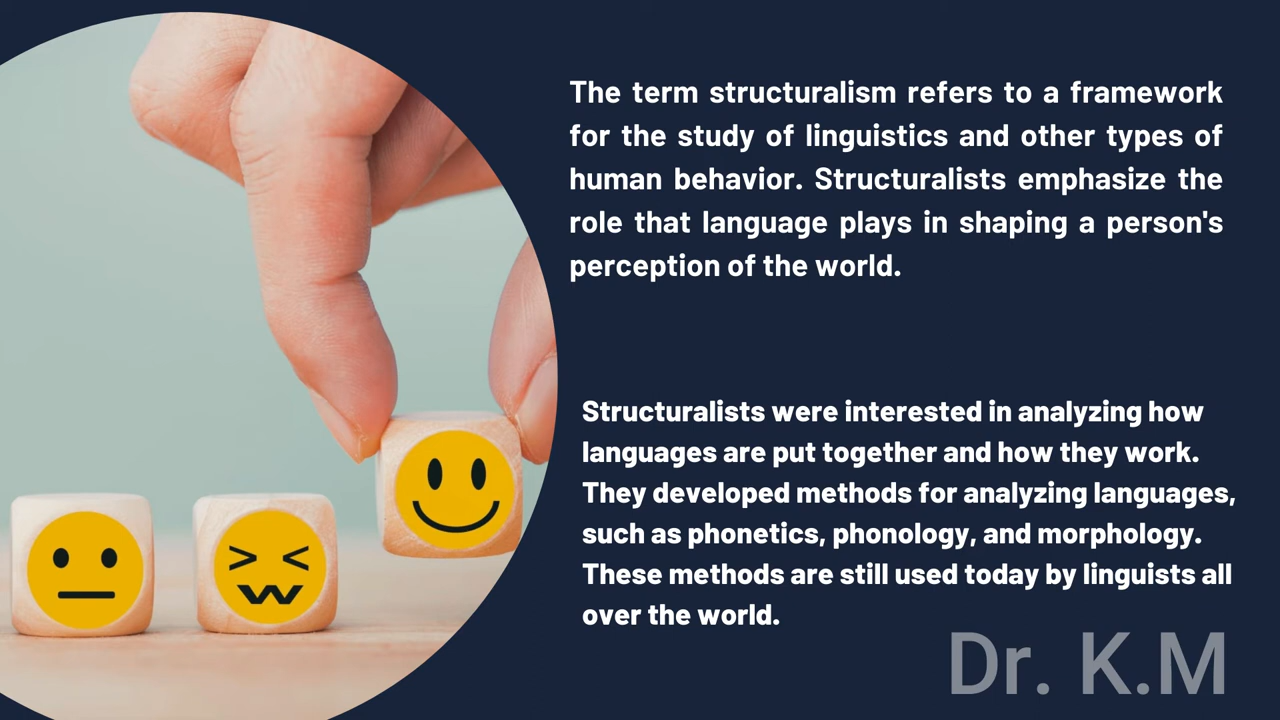 The term structuralism refers to a framework
for the study of linguistics and other types of
human behavior. Structuralists emphasize the
role that language plays in shaping a person's
perception of the world.
Structuralists were interested in analyzing how
languages are put together and how they work.
They developed methods for analyzing languages,
such as phonetics, phonology, and morphology.
These methods are still used today by linguists all
over the world.
Dr. K.M